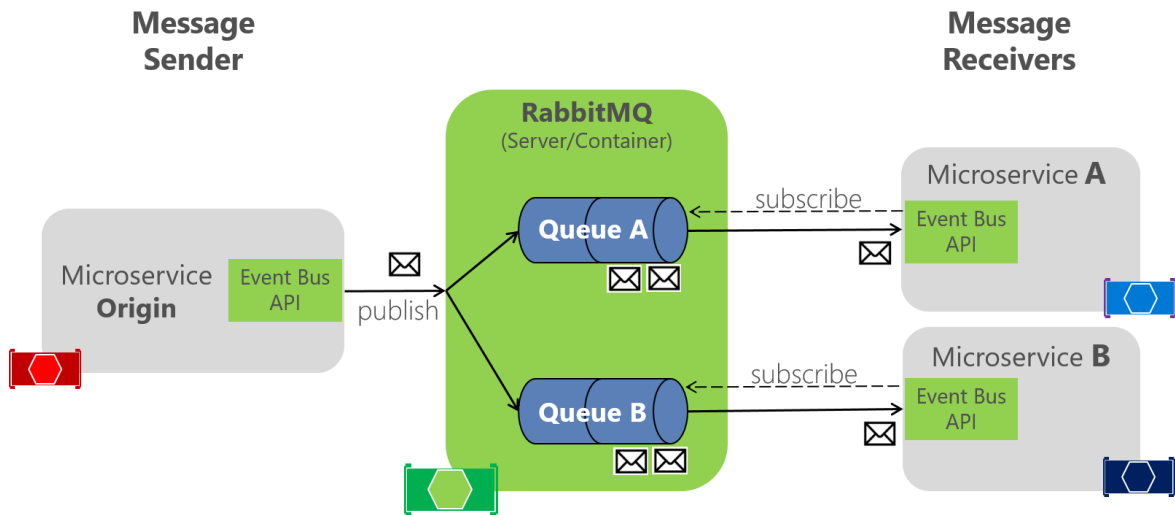 Message
Sender
Message
Receivers
RabbitMQ
(Server/Container)
Microservice
Origin
Event Bus
API
publish
Queue A
Queue B
subscribe
subscribe
Microservice A
Event Bus
API
Microservice B
Event Bus
API